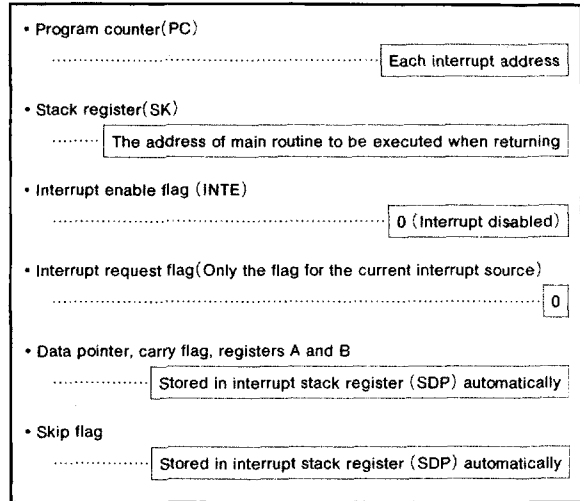 • Program counter(PC)
Each interrupt address
• Stack register(SK)
The address of main routine to be executed when returning
• Interrupt enable flag (INTE)
0 (Interrupt disabled)
• Interrupt request flag(Only the flag for the current interrupt source)
0
• Data pointer, carry flag, registers A and B
Stored in interrupt stack register (SDP) automatically
• Skip flag
Stored in interrupt stack register (SDP) automatically